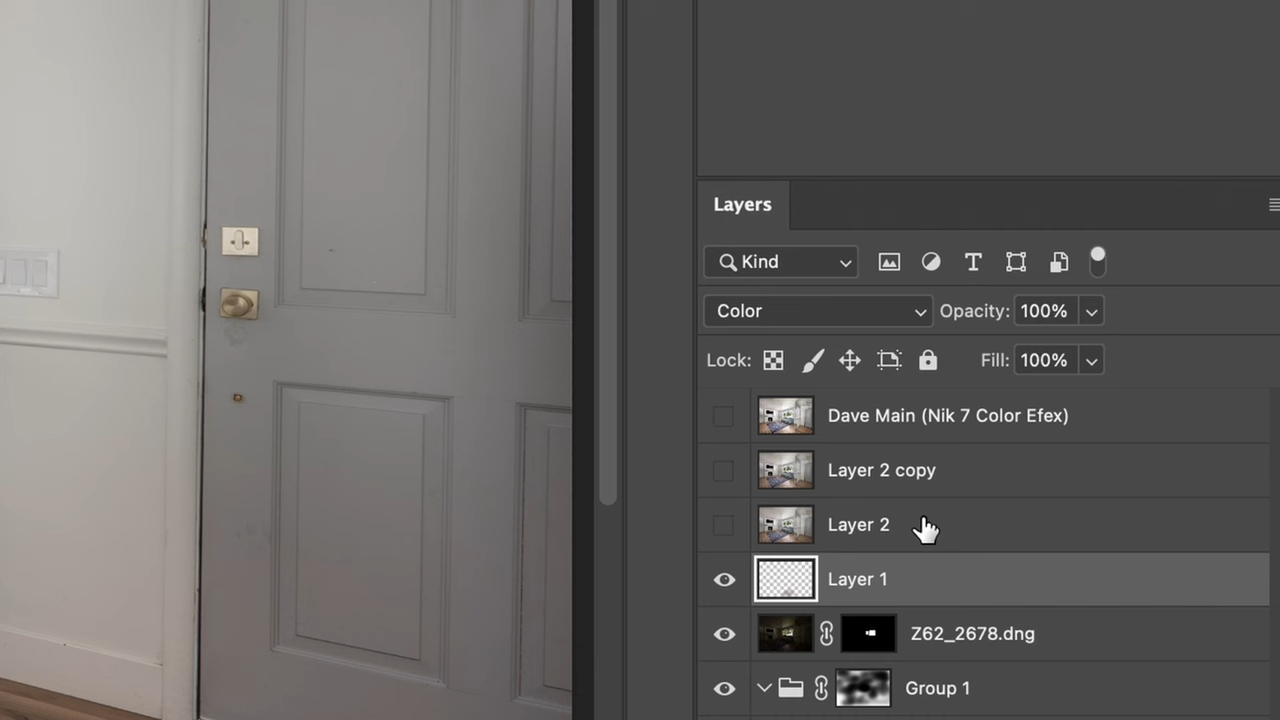 Layers
Kind
Color Opacity: 100%
Lock: Fill: 100%
Dave Main (Nik 7 Color Efex)
Layer 2 copy
Layer 2
Layer 1
Z62_2678.dng
Group 1